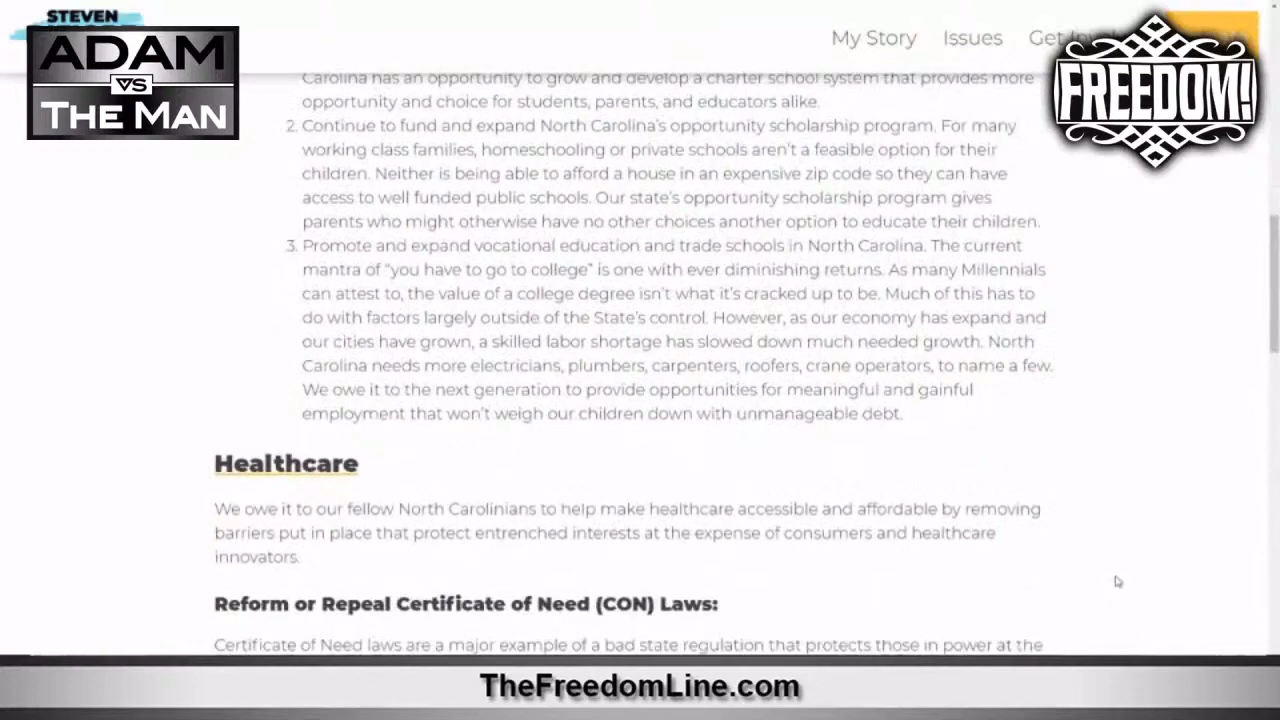 STEVEN
ADAM
VS
THE MAN
My Story
Issues
Get
FREEDOM!
Carolina has an opportunity to grow and develop a charter school system that provides more
opportunity and choice for students, parents, and educators alike.
2. Continue to fund and expand North Carolina's opportunity scholarship program. For many
working class families, homeschooling or private schools aren't a feasible option for their
children. Neither is being able to afford a house in an expensive zip code so they can have
access to well funded public schools. Our state's opportunity scholarship program gives
parents who might otherwise have no other choices another option to educate their children.
3. Promote and expand vocational education and trade schools in North Carolina. The current
mantra of "you have to go to college" is one with ever diminishing returns. As many Millennials
can attest to, the value of a college degree isn't what it's cracked up to be. Much of this has to
do with factors largely outside of the State's control. However, as our economy has expand and
our cities have grown, a skilled labor shortage has slowed down much needed growth. North
Carolina needs more electricians, plumbers, carpenters, roofers, crane operators, to name a few.
We owe it to the next generation to provide opportunities for meaningful and gainful
employment that won't weigh our children down with unmanageable debt.
Healthcare
We owe it to our fellow North Carolinians to help make healthcare accessible and affordable by removing
barriers put in place that protect entrenched interests at the expense of consumers and healthcare
innovators.
Reform or Repeal Certificate of Need (CON) Laws:
Certificate of Need laws are a major example of a bad state regulation that protects those in power at the
TheFreedomLine.com